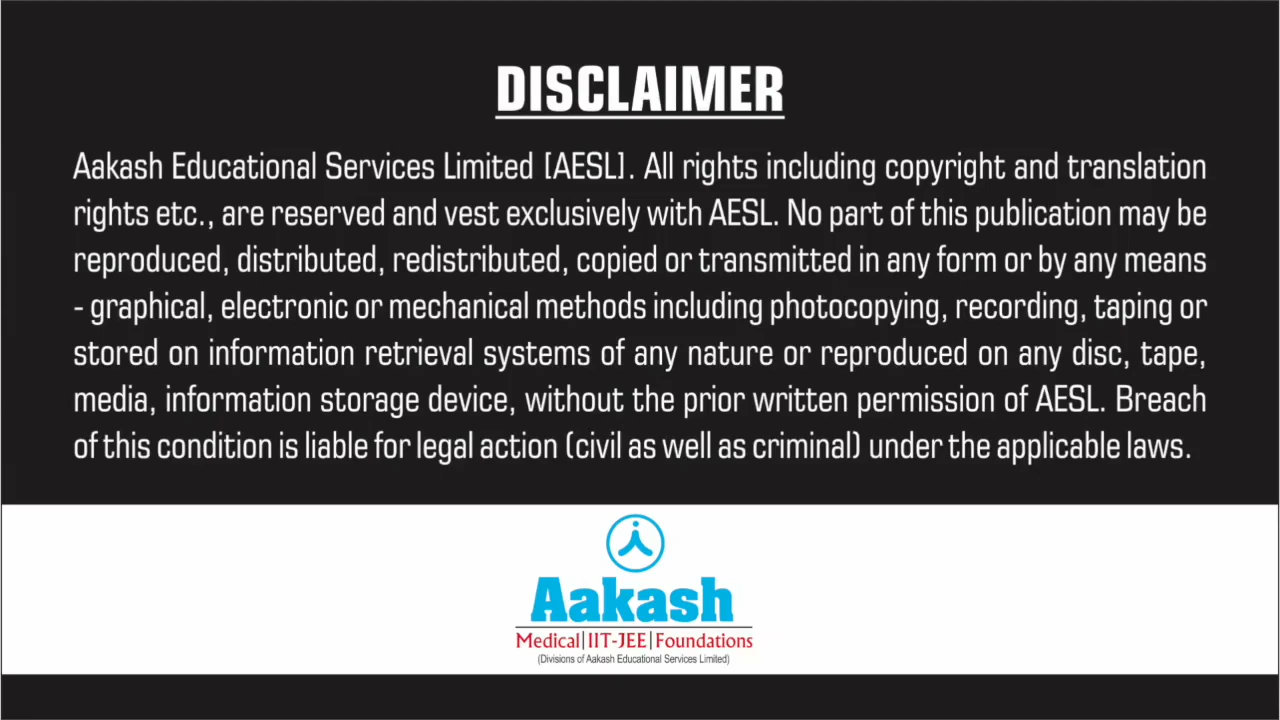 DISCLAIMER
Aakash Educational Services Limited [AESL]. All rights including copyright and translation
rights etc., are reserved and vest exclusively with AESL. No part of this publication may be
reproduced, distributed, redistributed, copied or transmitted in any form or by any means
- graphical, electronic or mechanical methods including photocopying, recording, taping or
stored on information retrieval systems of any nature or reproduced on any disc, tape,
media, information storage device, without the prior written permission of AESL. Breach
of this condition is liable for legal action (civil as well as criminal) under the applicable laws.
Aakash
Medical|IIT-JEE|Foundations
(Divisions of Aakash Educational Services Limited)